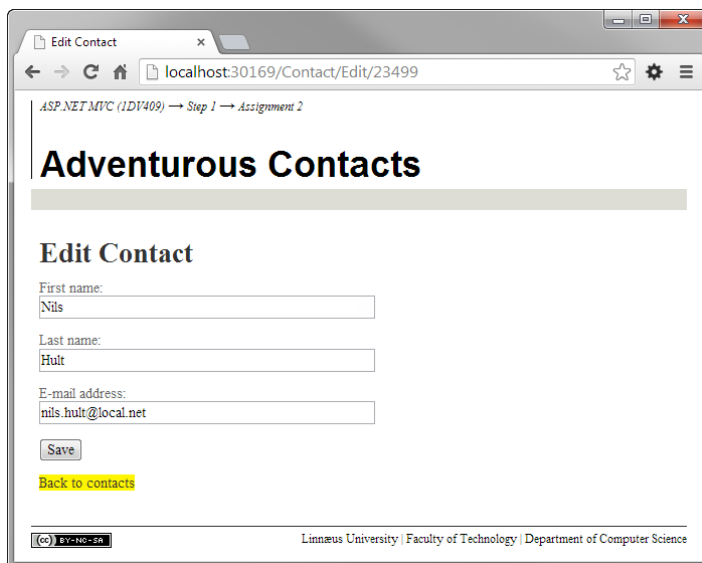 Edit Contact
localhost:30169/Contact/Edit/23499
ASP.NET MVC (1DV409) → Step 1 → Assignment 2
Adventurous Contacts
Edit Contact
First name:
Nils
Last name:
Hult
E-mail address:
nils.hult@local.net
Save
Back to contacts
(cc) BY-NC-SA
Linnæus University | Faculty of Technology | Department of Computer Science